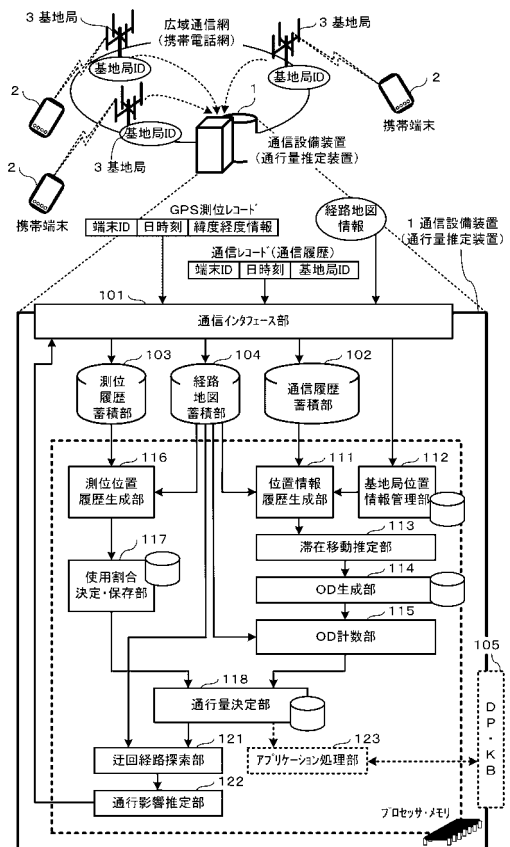 3 基地局
広域通信網
(携帯電話網)
3 基地局
基地局ID
基地局ID
2
1
2
3 基地局
基地局ID
携帯端末
2
通信設備装置
(通行量推定装置)
携帯端末
GPS測位レコード
端末ID 日時刻 緯度経度情報
経路地図
情報
1 通信設備装置
(通行量推定装置)
通信レコード(通信履歴)
端末ID 日時刻 基地局ID
101
通信インタフェース部
103
104
102
測位
履歴
蓄積部
経路
地図
蓄積部
通信履歴
蓄積部
116
111
112
測位位置
履歴生成部
位置情報
履歴生成部
基地局位置
情報管理部
113
滞在移動推定部
117
使用割合
決定・保存部
114
OD生成部
115
OD計数部
105
118
通行量決定部
DP・KB
121
123
迂回経路探索部
アプリケーション処理部
122
通行影響推定部
プロセッサ・メモリ